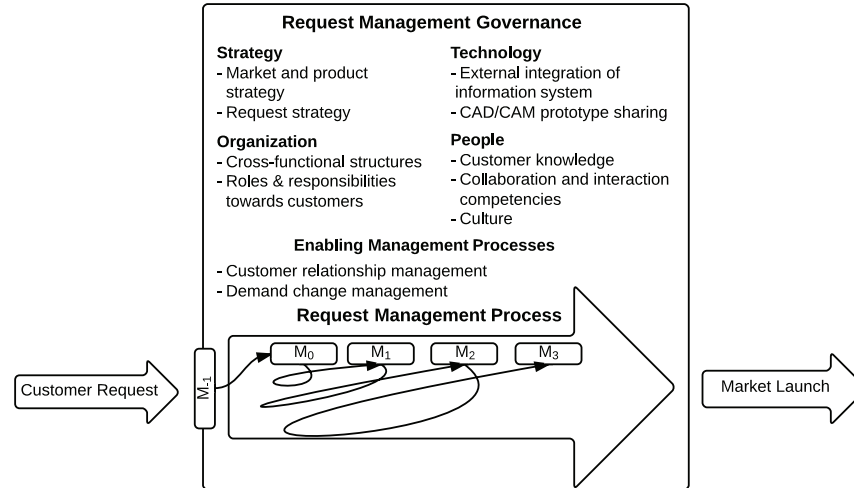 Request Management Governance
Strategy
- Market and product
strategy
- Request strategy
Technology
- External integration of
information system
- CAD/CAM prototype sharing
Organization
- Cross-functional structures
- Roles & responsibilities
towards customers
People
- Customer knowledge
- Collaboration and interaction
competencies
- Culture
Enabling Management Processes
- Customer relationship management
- Demand change management
Request Management Process
M₀ M₁ M₂ M₃
M₋₁
Customer Request
Market Launch